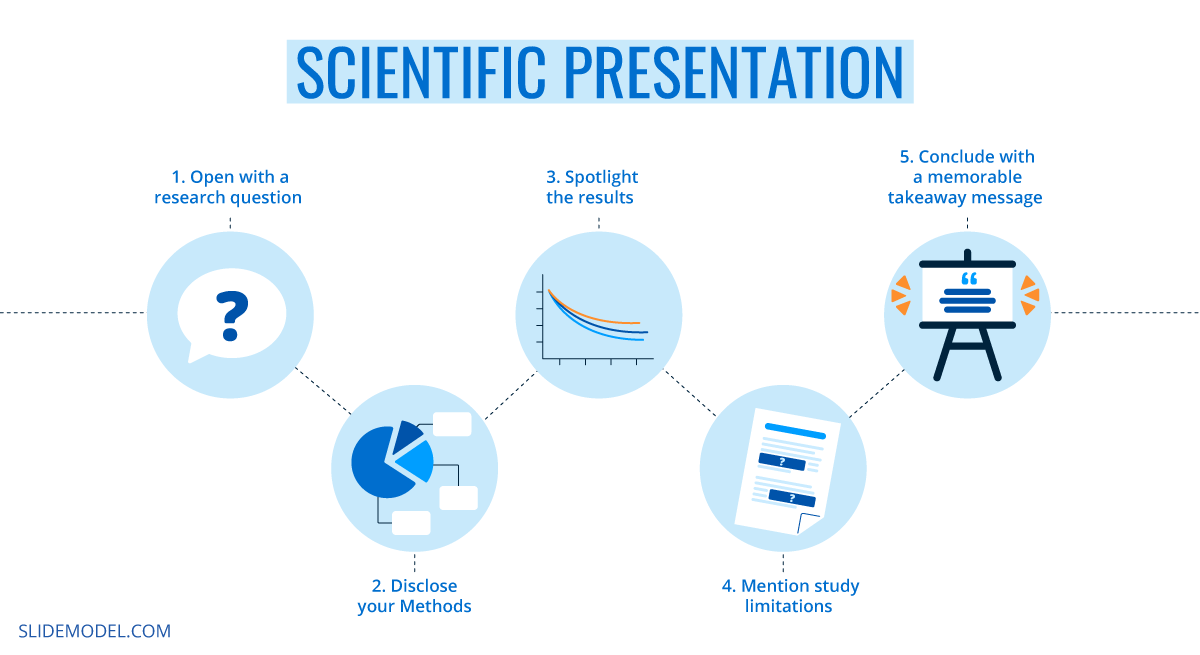 SCIENTIFIC PRESENTATION
1. Open with a
research question
?
2. Disclose
your Methods
3. Spotlight
the results
4. Mention study
limitations
?
?
5. Conclude with
a memorable
takeaway message
“
SLIDEMODEL.COM